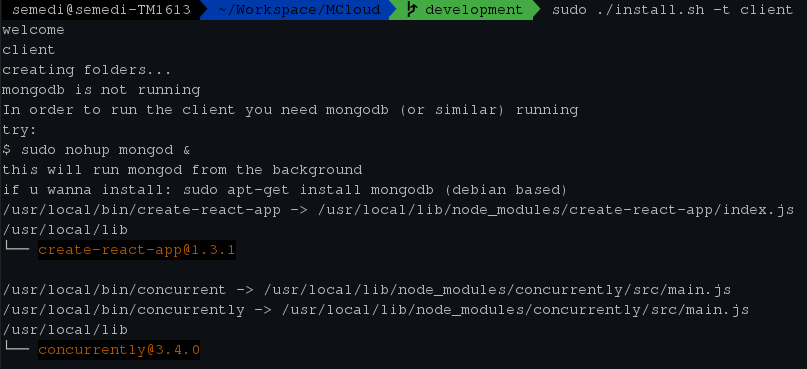 semedi@semedi-TM1613 ~/Workspace/MCloud development sudo ./install.sh -t client
welcome
client
creating folders...
mongodb is not running
In order to run the client you need mongodb (or similar) running
try:
$ sudo nohup mongod &
this will run mongod from the background
if u wanna install: sudo apt-get install mongodb (debian based)
/usr/local/bin/create-react-app -> /usr/local/lib/node_modules/create-react-app/index.js
/usr/local/lib
└── create-react-app@1.3.1

/usr/local/bin/concurrent -> /usr/local/lib/node_modules/concurrently/src/main.js
/usr/local/bin/concurrently -> /usr/local/lib/node_modules/concurrently/src/main.js
/usr/local/lib
└── concurrently@3.4.0